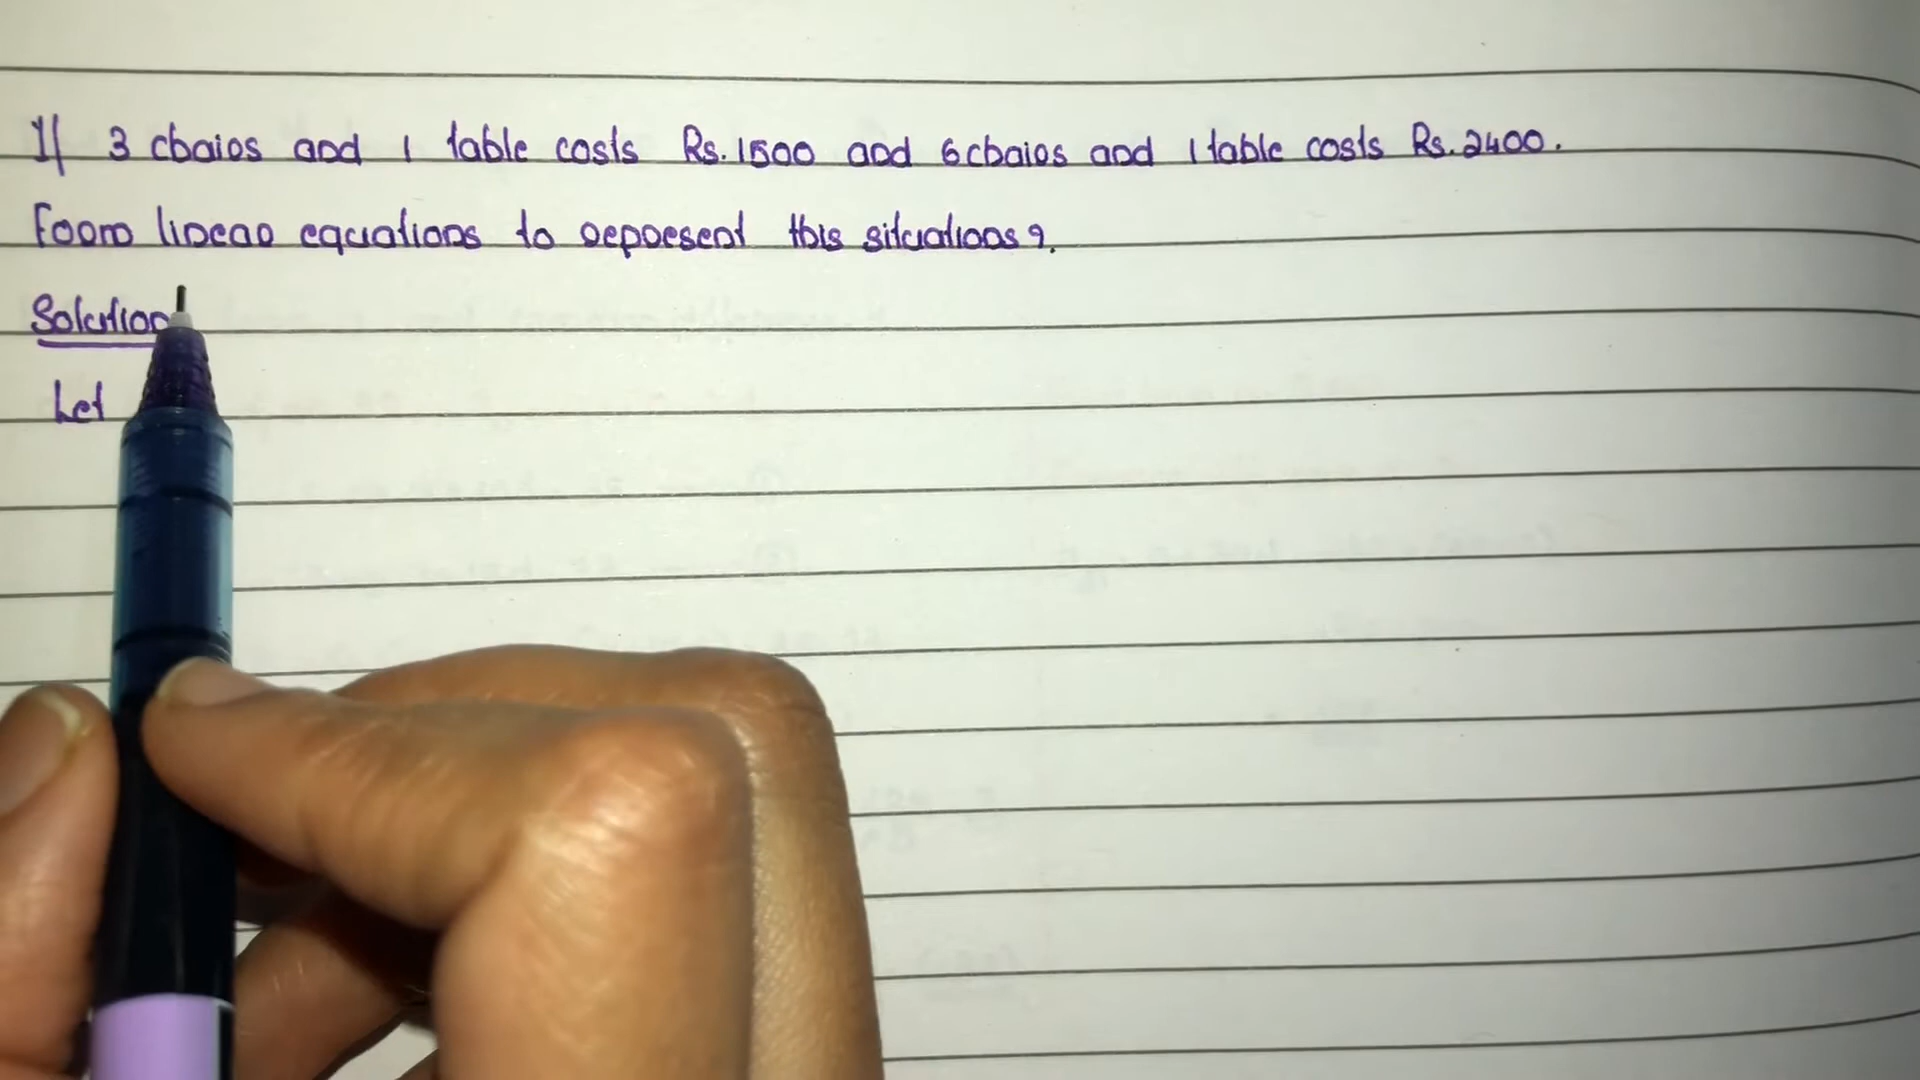 If 3 chairs and 1 table costs Rs.1500 and 6 chairs and 1 table costs Rs.2400.
Form linear equations to represent this situations?.
Solution
Let